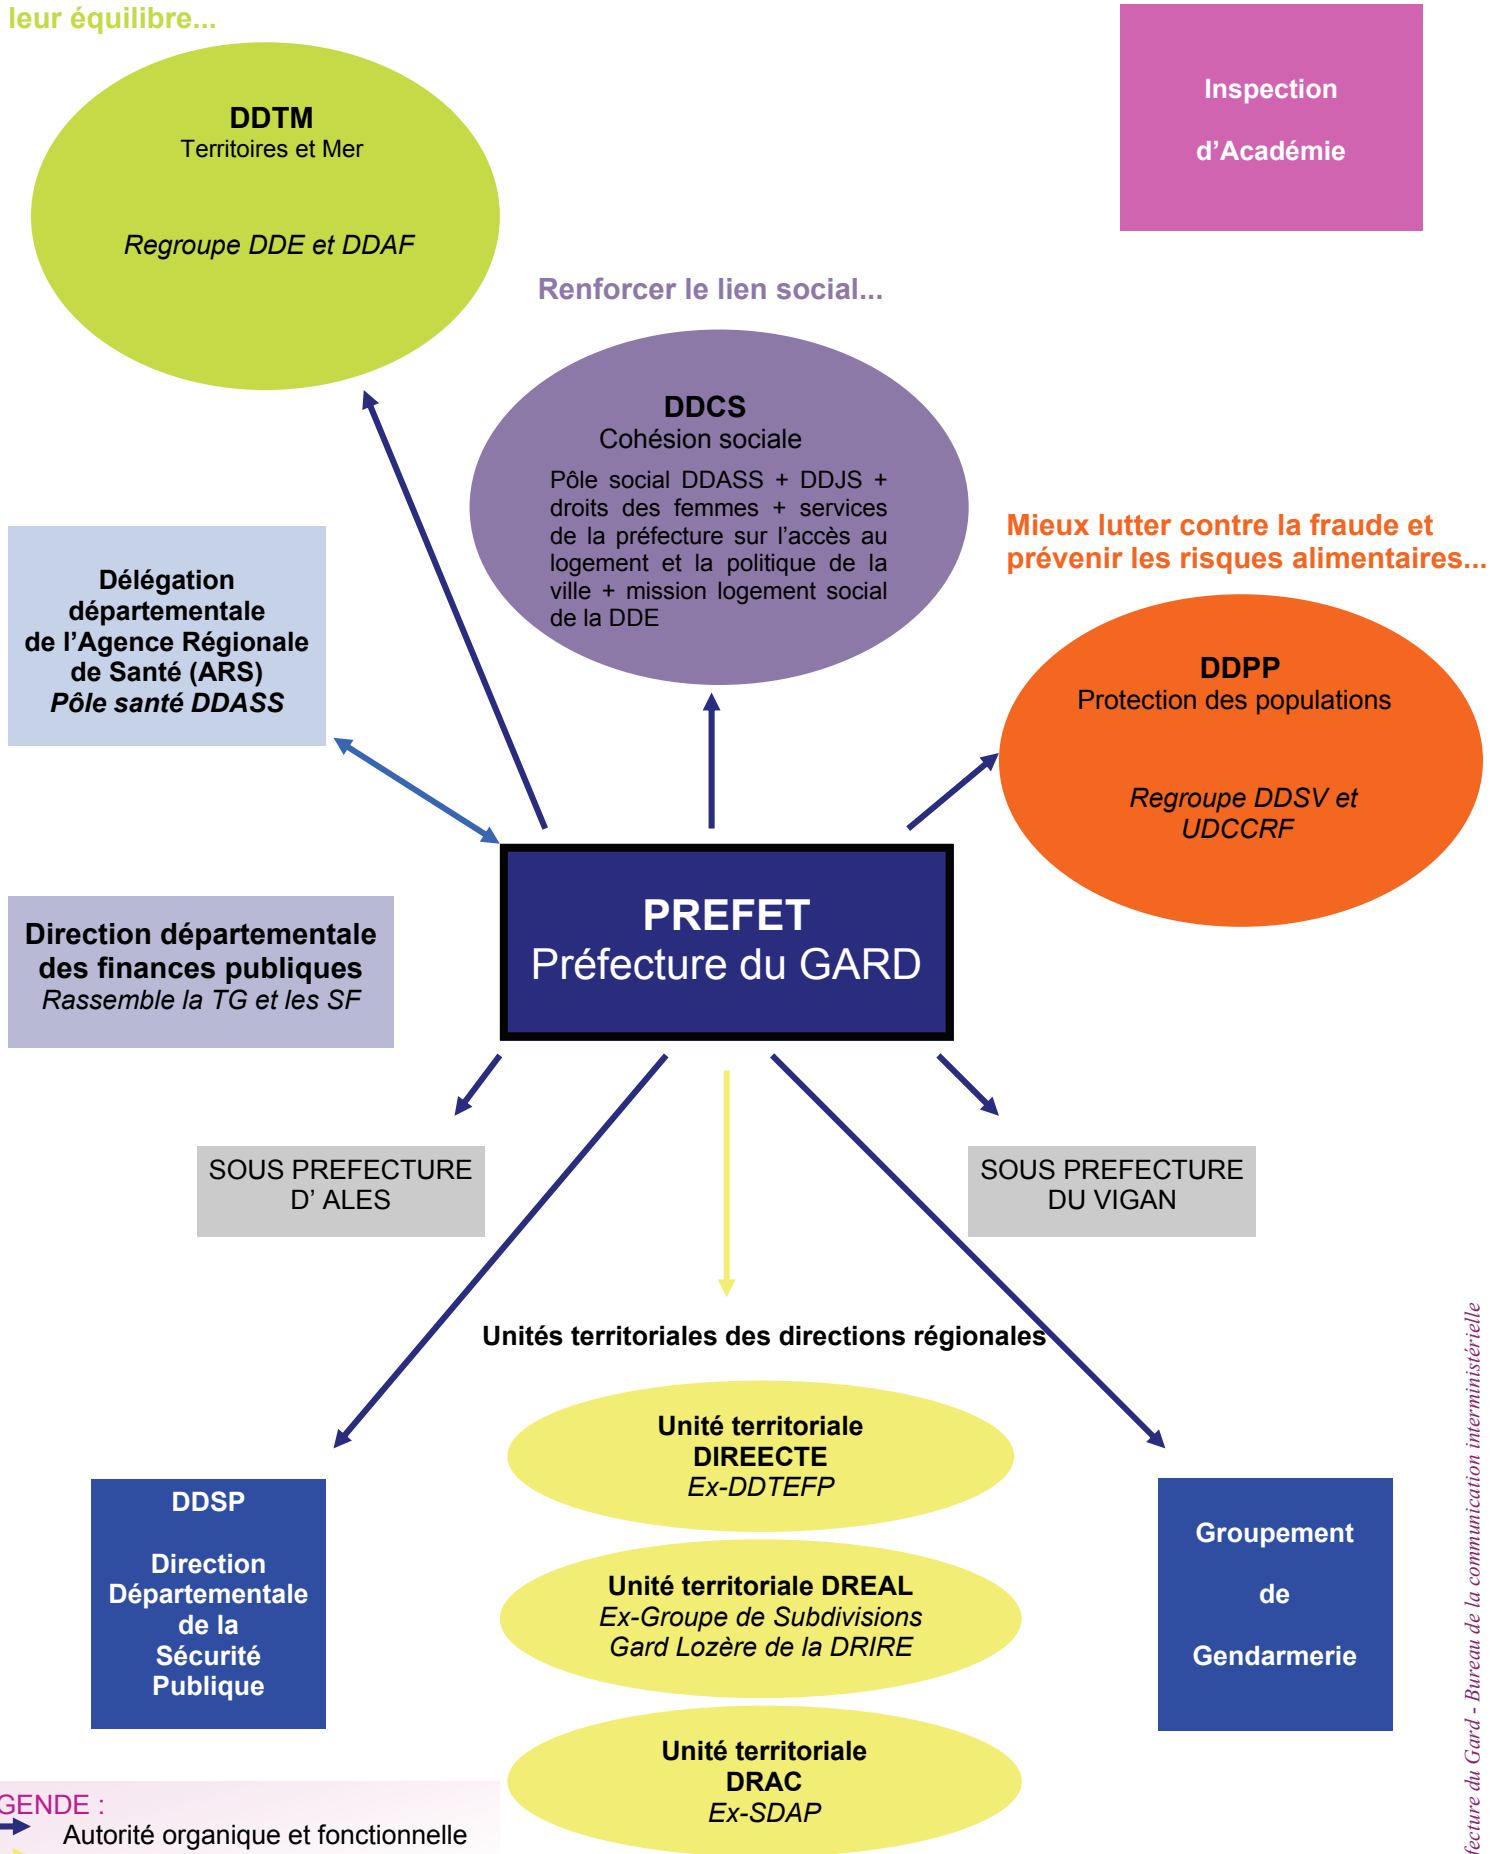 leur équilibre...
Inspection
d'Académie
DDTM
Territoires et Mer
Regroupe DDE et DDAF
Renforcer le lien social...
DDCS
Cohésion sociale
Pôle social DDASS + DDJS +
droits des femmes + services
de la préfecture sur l'accès au
logement et la politique de la
ville + mission logement social
de la DDE
Mieux lutter contre la fraude et
prévenir les risques alimentaires...
Délégation
départementale
de l'Agence Régionale
de Santé (ARS)
Pôle santé DDASS
DDPP
Protection des populations
Regroupe DDSV et
UDCCRF
PREFET
Préfecture du GARD
Direction départementale
des finances publiques
Rassemble la TG et les SF
SOUS PREFECTURE
D' ALES
SOUS PREFECTURE
DU VIGAN
Unités territoriales des directions régionales
Unité territoriale
DIREECTE
Ex-DDTEFP
DDSP
Direction
Départementale
de la
Sécurité
Publique
Unité territoriale DREAL
Ex-Groupe de Subdivisions
Gard Lozère de la DRIRE
Groupement
de
Gendarmerie
Unité territoriale
DRAC
Ex-SDAP
GENDE :
Autorité organique et fonctionnelle
fecture du Gard - Bureau de la communication interministérielle